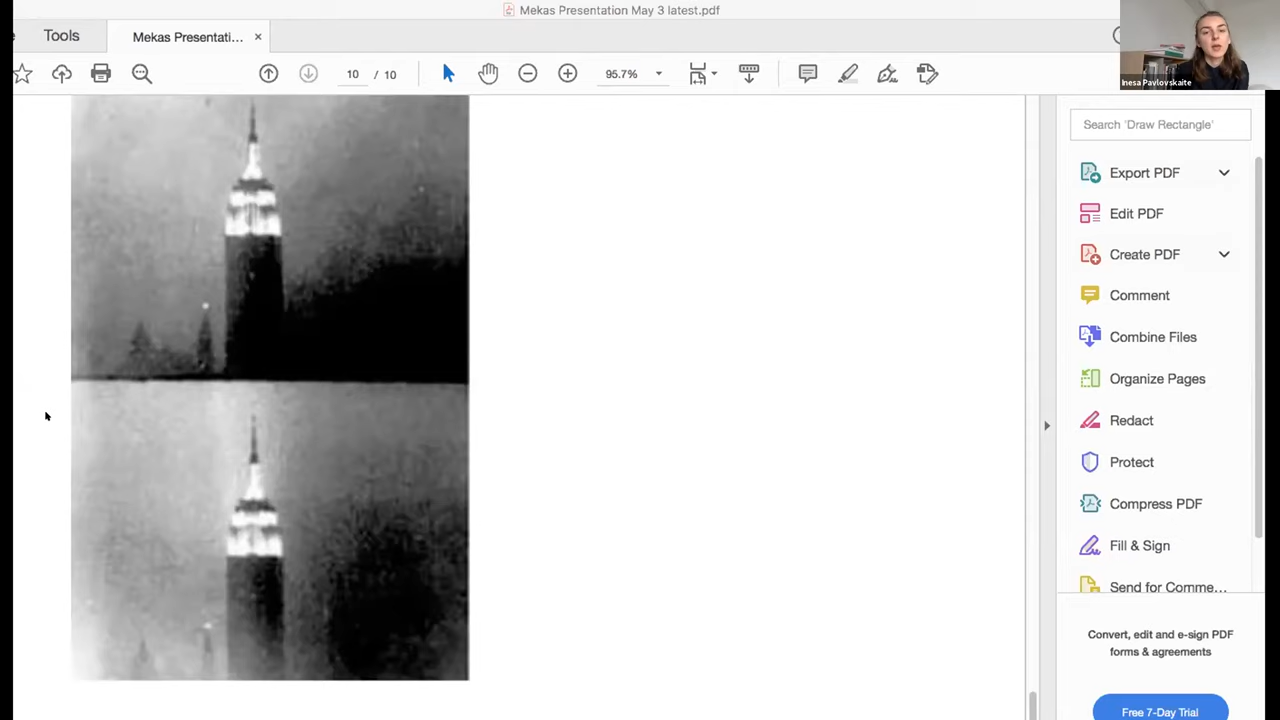 Mekas Presentation May 3 latest.pdf
Tools
Mekas Presentati... ×
10 / 10
95.7%
Inesa Pavlovskaite
Search 'Draw Rectangle'
Export PDF
Edit PDF
Create PDF
Comment
Combine Files
Organize Pages
Redact
Protect
Compress PDF
Fill & Sign
Send for Comme...
Convert, edit and e-sign PDF
forms & agreements
Free 7-Day Trial